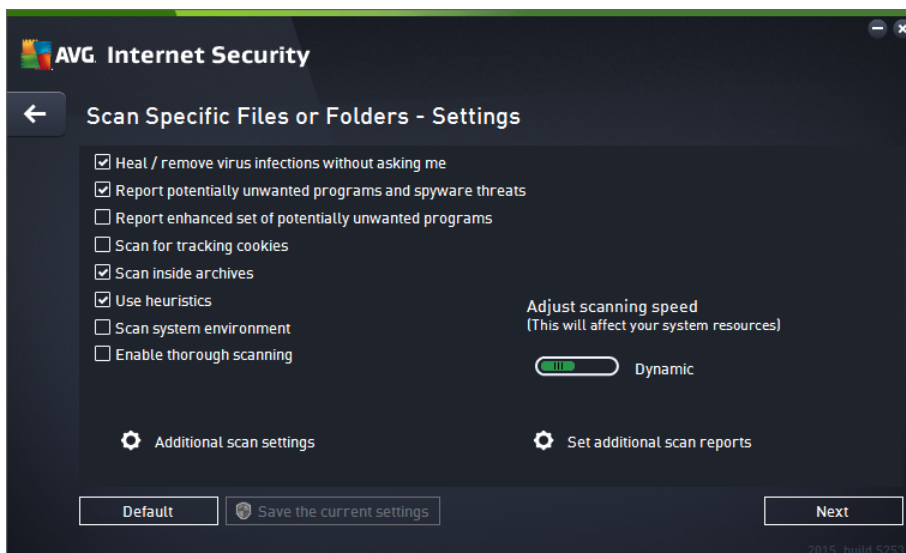 AVG. Internet Security
Scan Specific Files or Folders - Settings
Heal / remove virus infections without asking me
Report potentially unwanted programs and spyware threats
Report enhanced set of potentially unwanted programs
Scan for tracking cookies
Scan inside archives
Use heuristics
Scan system environment
Enable thorough scanning
Adjust scanning speed
(This will affect your system resources)
Dynamic
Additional scan settings
Set additional scan reports
Default
Save the current settings
Next
2015, build 5253